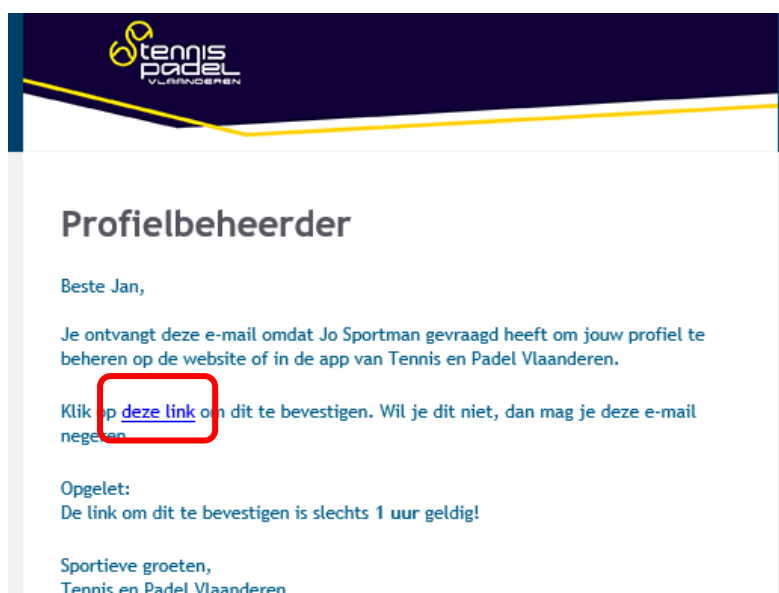 tennis
padel
VLAANDEREN
Profielbeheerder
Beste Jan,
Je ontvangt deze e-mail omdat Jo Sportman gevraagd heeft om jouw profiel te
beheren op de website of in de app van Tennis en Padel Vlaanderen.
Klik op deze link om dit te bevestigen. Wil je dit niet, dan mag je deze e-mail
negeren.
Opgelet:
De link om dit te bevestigen is slechts 1 uur geldig!
Sportieve groeten,
Tennis en Padel Vlaanderen